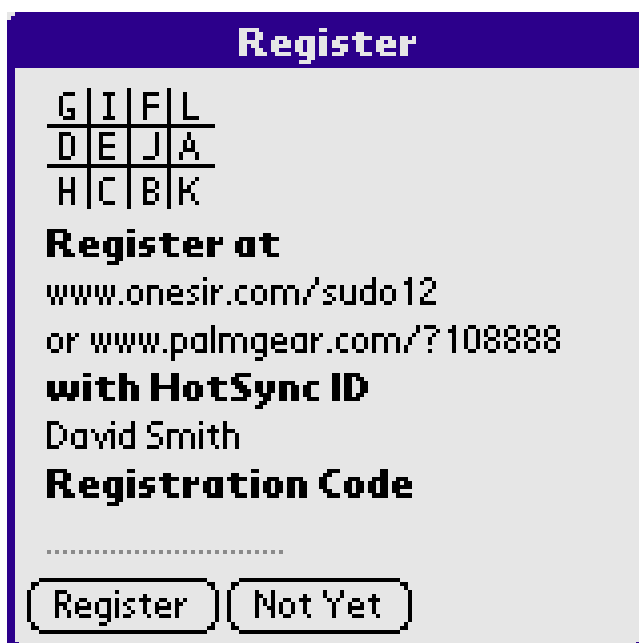 Register
G I F L
D E J A
H C B K
Register at
www.onesir.com/sudo12
or www.palmgear.com/?108888
with HotSync ID
David Smith
Registration Code
Register Not Yet